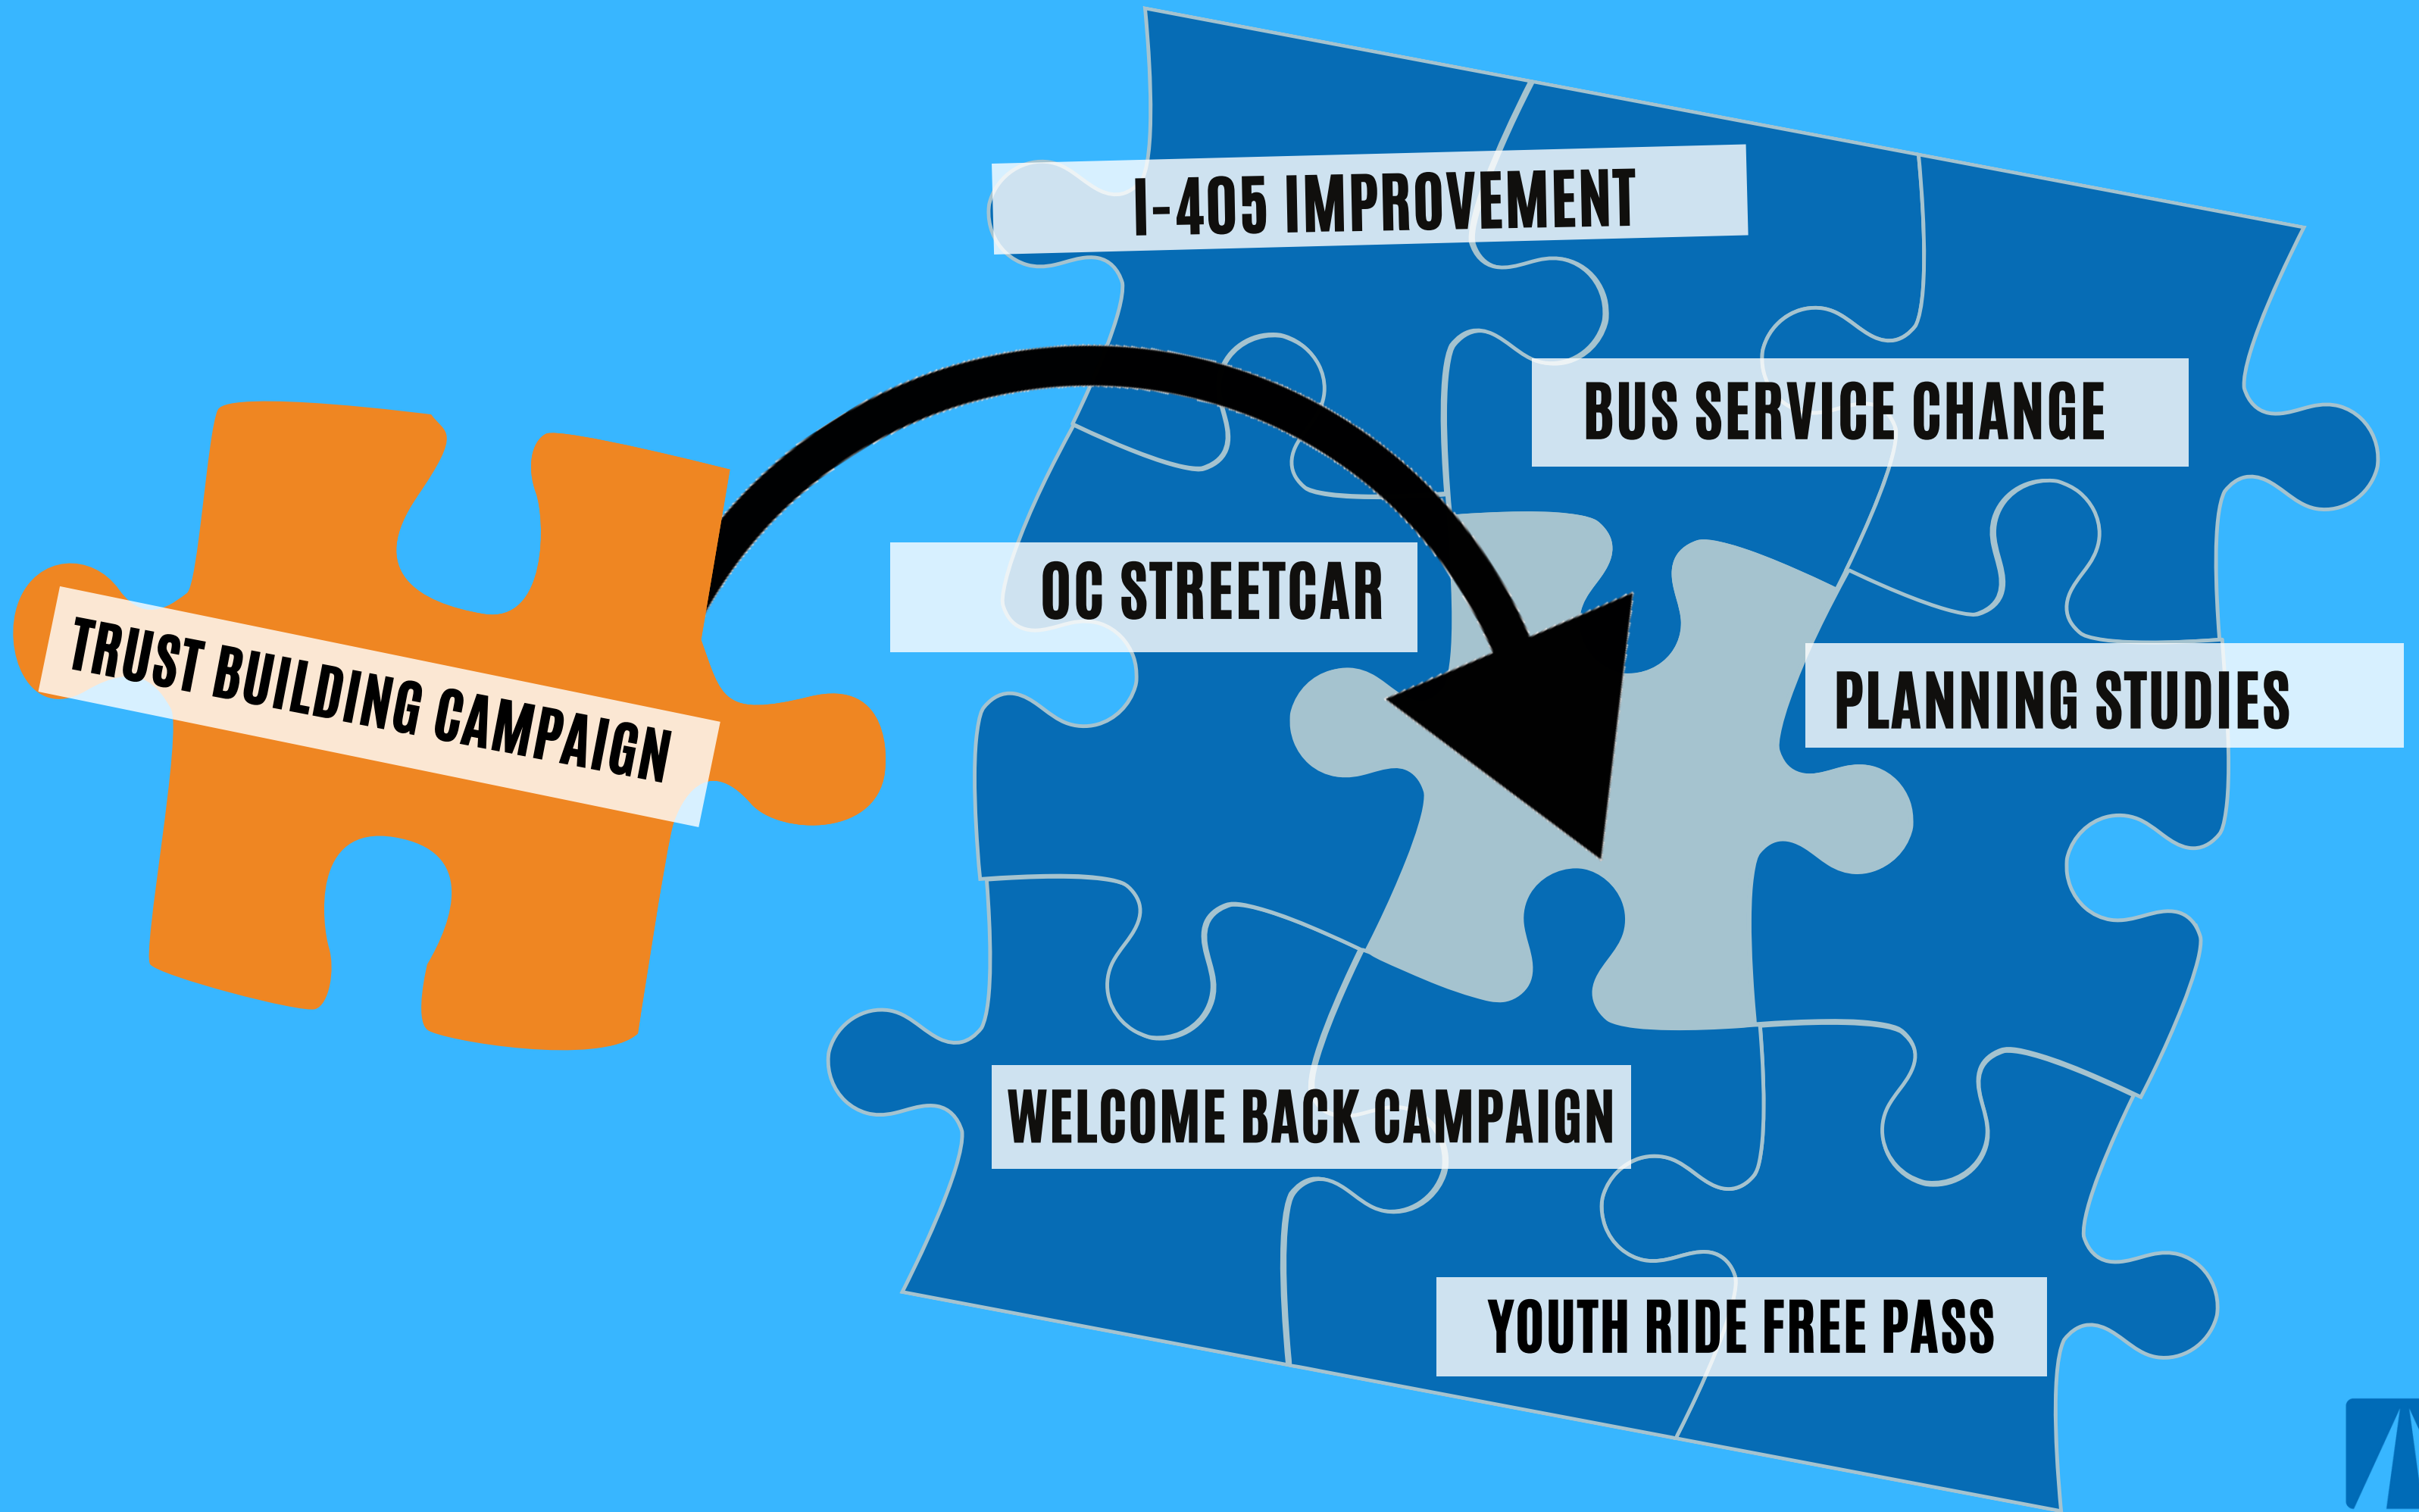 I-405 IMPROVEMENT
BUS SERVICE CHANGE
OC STREETCAR
TRUST BUILDING CAMPAIGN
PLANNING STUDIES
WELCOME BACK CAMPAIGN
YOUTH RIDE FREE PASS